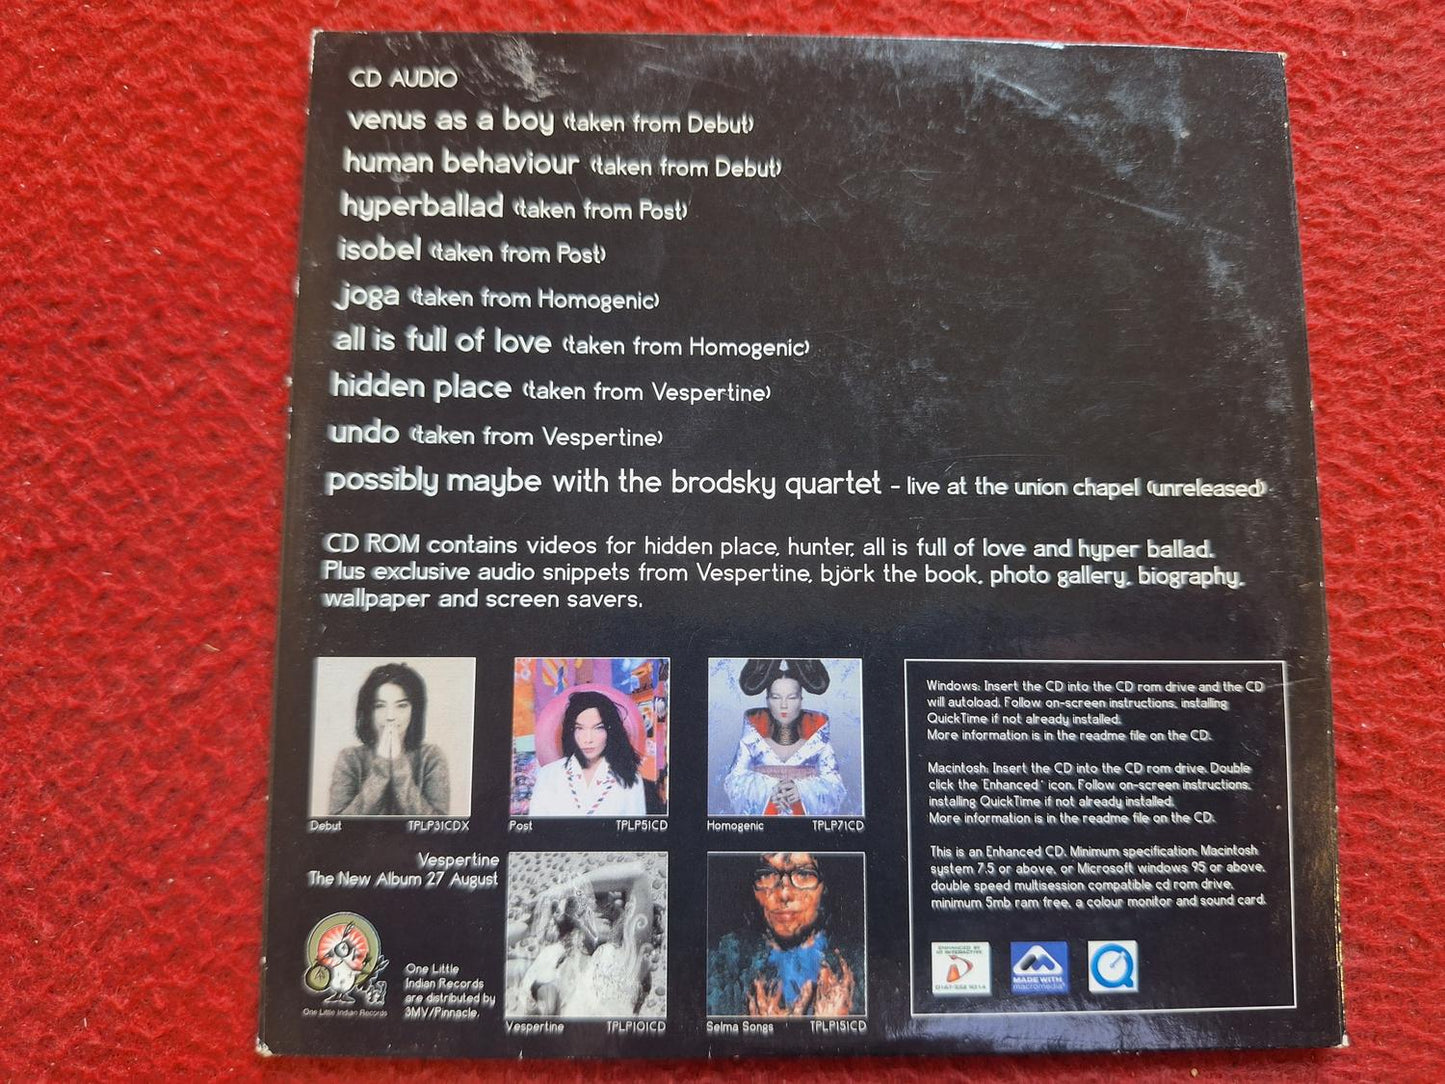 CD AUDIO
venus as a boy (taken from Debut)
human behaviour (taken from Debut)
hyperballad (taken from Post)
isobel (taken from Post)
joga (taken from Homogenic)
all is full of love (taken from Homogenic)
hidden place (taken from Vespertine)
undo (taken from Vespertine)
possibly maybe with the brodsky quartet - live at the union chapel (unreleased)
CD ROM contains videos for hidden place, hunter, all is full of love and hyper ballad.
Plus exclusive audio snippets from Vespertine, björk the book, photo gallery, biography,
wallpaper and screen savers.
Debut TPLP31CDX
Post TPLP51CD
Homogenic TPLP71CD
Vespertine
The New Album 27 August
One Little
Indian Records
are distributed by
3MV/Pinnacle.
One Little Indian Records
Vespertine TPLP101CD
Selma Songs TPLP151CD
Windows: Insert the CD into the CD rom drive and the CD
will autoload. Follow on-screen instructions, installing
QuickTime if not already installed.
More information is in the readme file on the CD.
Macintosh: Insert the CD into the CD rom drive. Double
click the 'Enhanced' icon. Follow on-screen instructions,
installing QuickTime if not already installed.
More information is in the readme file on the CD.
This is an Enhanced CD. Minimum specification: Macintosh
system 7.5 or above, or Microsoft windows 95 or above,
double speed multisession compatible cd rom drive,
minimum 5mb ram free, a colour monitor and sound card.
ENHANCED BY
INTERACTIVE
MADE WITH
macromedia